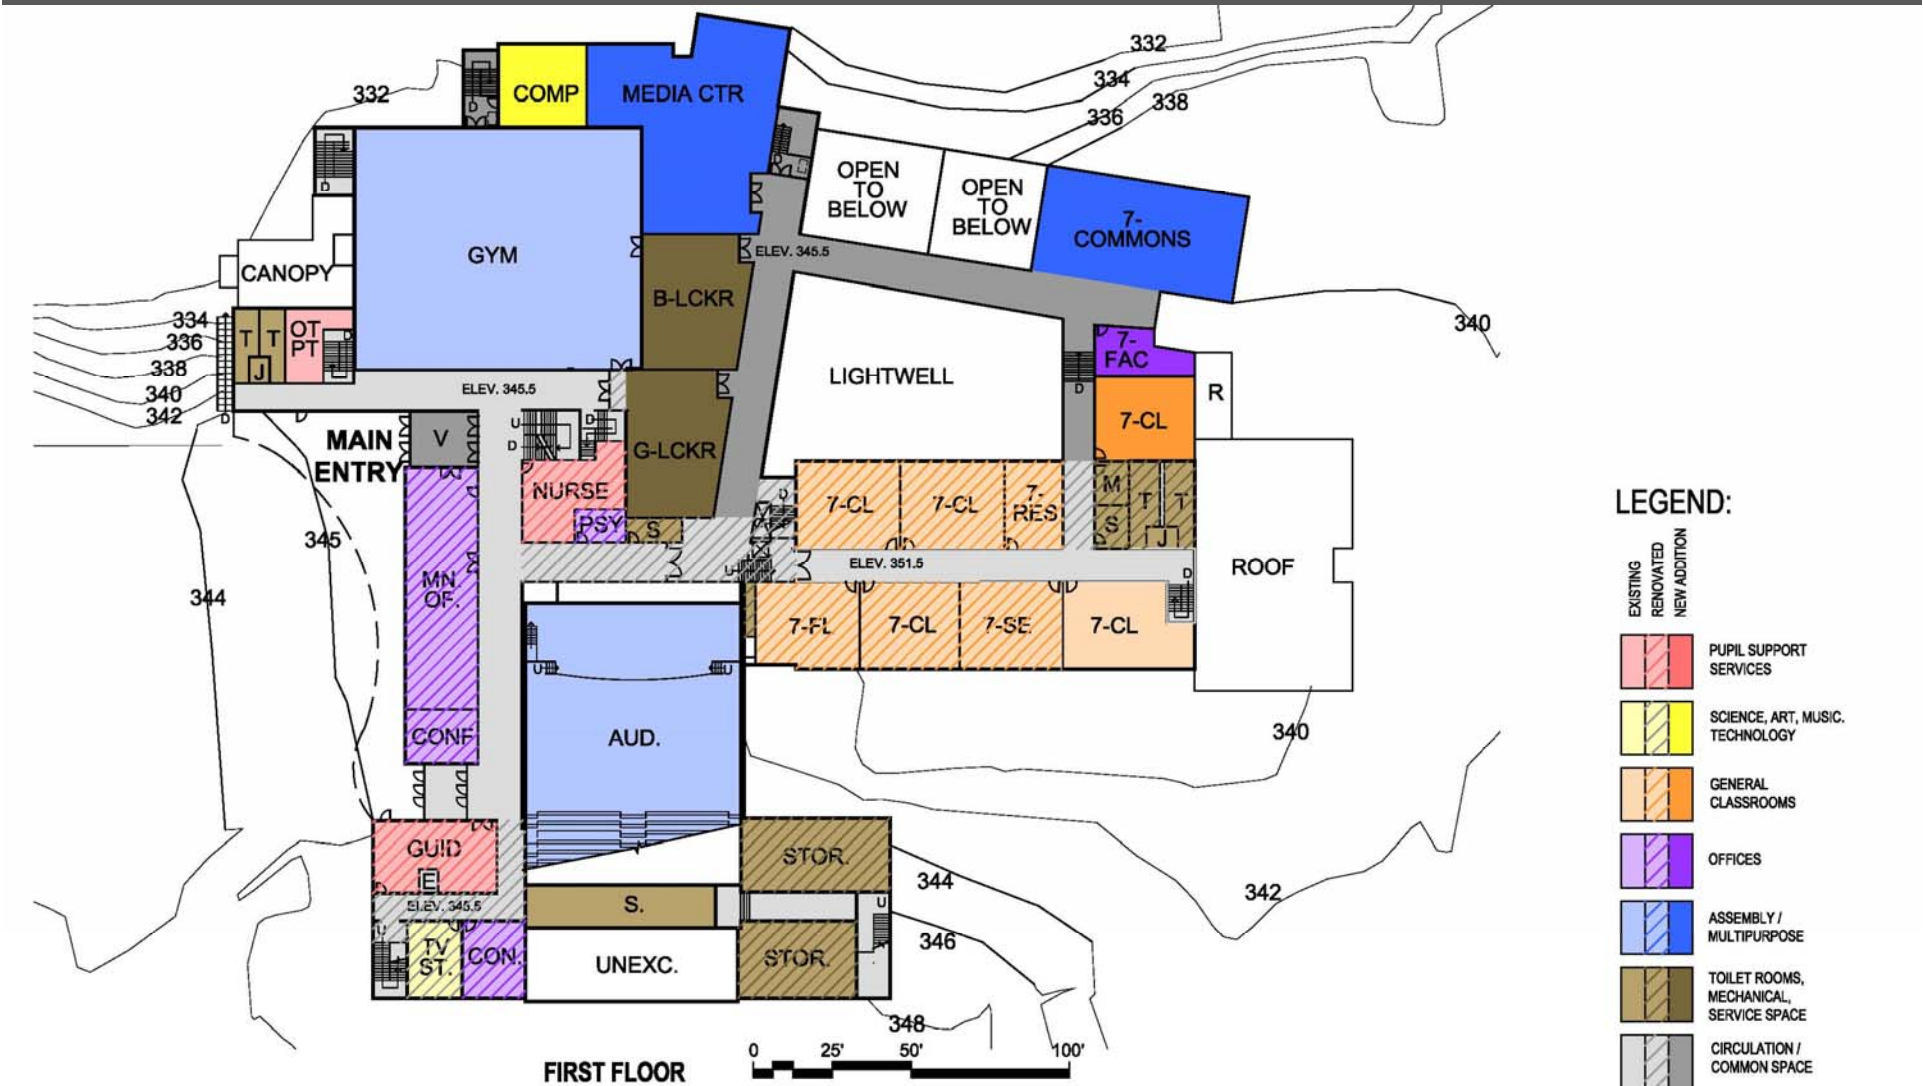 332
COMP
MEDIA CTR
332
334
338
336
D
D
D
OPEN
TO
BELOW
OPEN
TO
BELOW
7-
COMMONS
GYM
ELEV. 345.5
CANOPY
B-LCKR
334
336
338
340
342
T
T
J
OT
PT
D
D
340
7-
FAC
LIGHTWELL
D
R
ELEV. 345.5
MAIN
ENTRY
V
U
D
D
G-LCKR
7-CL
NURSE
PSY
S
U
D
7-CL
7-CL
7-
RES
M
S
T
T
J
345
344
MN.
OF.
ELEV. 351.5
D
ROOF
7-FL
7-CL
7-SE
7-CL
U
U
CONF
AUD.
340
GUID
E
STOR.
344
342
ELEV. 345.5
S.
U
U
TV
ST.
CON.
UNEXC.
STOR.
346
348
FIRST FLOOR
0 25' 50' 100'
LEGEND:
EXISTING
RENOVATED
NEW ADDITION
PUPIL SUPPORT
SERVICES
SCIENCE, ART, MUSIC.
TECHNOLOGY
GENERAL
CLASSROOMS
OFFICES
ASSEMBLY /
MULTIPURPOSE
TOILET ROOMS,
MECHANICAL,
SERVICE SPACE
CIRCULATION /
COMMON SPACE